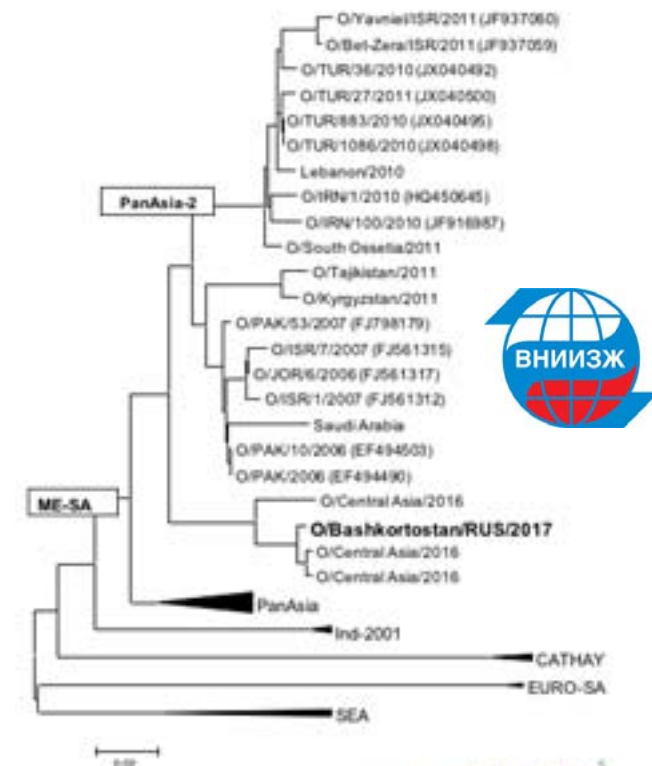 O/Yavniel/ISR/2011 (JF937060)
O/Bet-Zera/ISR/2011 (JF937059)
O/TUR/36/2010 (JX040492)
O/TUR/27/2011 (JX040500)
O/TUR/883/2010 (JX040495)
O/TUR/1086/2010 (JX040498)
Lebanon/2010
PanAsia-2
O/IRN/1/2010 (HQ450645)
O/IRN/100/2010 (JF916987)
O/South Ossetia/2011
O/Tajikistan/2011
O/Kyrgyzstan/2011
O/PAK/53/2007 (FJ798179)
O/ISR/7/2007 (FJ561315)
ВНИИЗЖ
O/JOR/6/2006 (FJ561317)
O/ISR/1/2007 (FJ561312)
Saudi Arabia
O/PAK/10/2006 (EF494503)
O/PAK/2006 (EF494490)
ME-SA
O/Central Asia/2016
O/Bashkortostan/RUS/2017
O/Central Asia/2016
O/Central Asia/2016
PanAsia
Ind-2001
CATHAY
EURO-SA
SEA